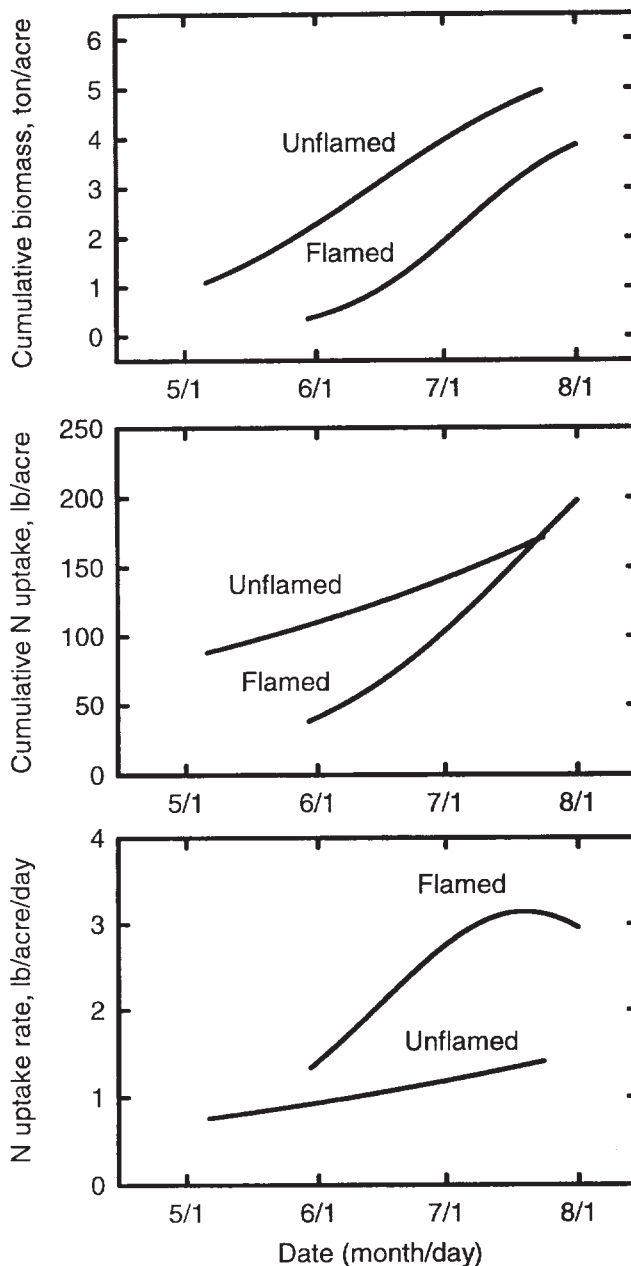 Cumulative biomass, ton/acre
6
5
4
3
2
1
0
Unflamed
Flamed
5/1 6/1 7/1 8/1
Cumulative N uptake, lb/acre
250
200
150
100
50
0
Unflamed
Flamed
5/1 6/1 7/1 8/1
N uptake rate, lb/acre/day
4
3
2
1
0
Flamed
Unflamed
5/1 6/1 7/1 8/1
Date (month/day)